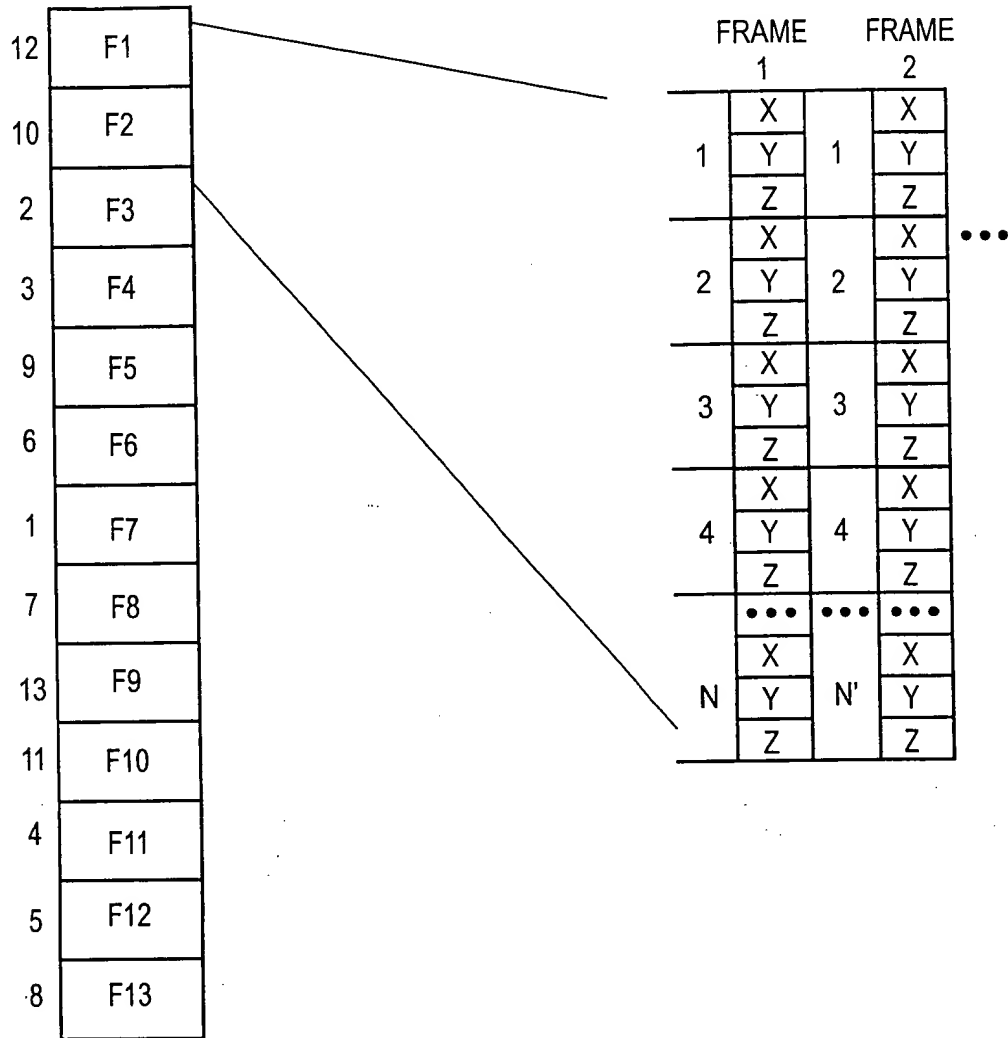 12 F1
10 F2
2 F3
3 F4
9 F5
6 F6
1 F7
7 F8
13 F9
11 F10
4 F11
5 F12
8 F13
FRAME FRAME
1 2
X X
1 Y 1 Y
Z Z
X X
2 Y 2 Y
Z Z
X X
3 Y 3 Y
Z Z
X X
4 Y 4 Y
Z Z
X X
N Y N' Y
Z Z